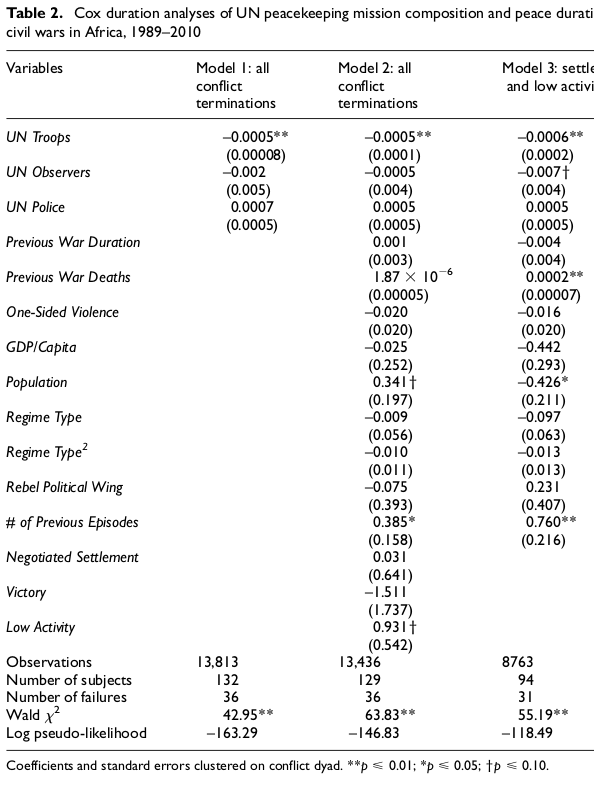 Table 2. Cox duration analyses of UN peacekeeping mission composition and peace durati
civil wars in Africa, 1989–2010
Variables Model 1: all conflict terminations Model 2: all conflict terminations Model 3: settle and low activi
UN Troops –0.0005** –0.0005** –0.0006**
(0.00008) (0.0001) (0.0002)
UN Observers –0.002 –0.0005 –0.007†
(0.005) (0.004) (0.004)
UN Police 0.0007 0.0005 0.0005
(0.0005) (0.0005) (0.0005)
Previous War Duration 0.001 –0.004
(0.003) (0.004)
Previous War Deaths 1.87 × 10⁻⁶ 0.0002**
(0.00005) (0.00007)
One-Sided Violence –0.020 –0.016
(0.020) (0.020)
GDP/Capita –0.025 –0.442
(0.252) (0.293)
Population 0.341† –0.426*
(0.197) (0.211)
Regime Type –0.009 –0.097
(0.056) (0.063)
Regime Type² –0.010 –0.013
(0.011) (0.013)
Rebel Political Wing –0.075 0.231
(0.393) (0.407)
# of Previous Episodes 0.385* 0.760**
(0.158) (0.216)
Negotiated Settlement 0.031
(0.641)
Victory –1.511
(1.737)
Low Activity 0.931†
(0.542)
Observations 13,813 13,436 8763
Number of subjects 132 129 94
Number of failures 36 36 31
Wald χ² 42.95** 63.83** 55.19**
Log pseudo-likelihood –163.29 –146.83 –118.49
Coefficients and standard errors clustered on conflict dyad. **p ⩽ 0.01; *p ⩽ 0.05; †p ⩽ 0.10.